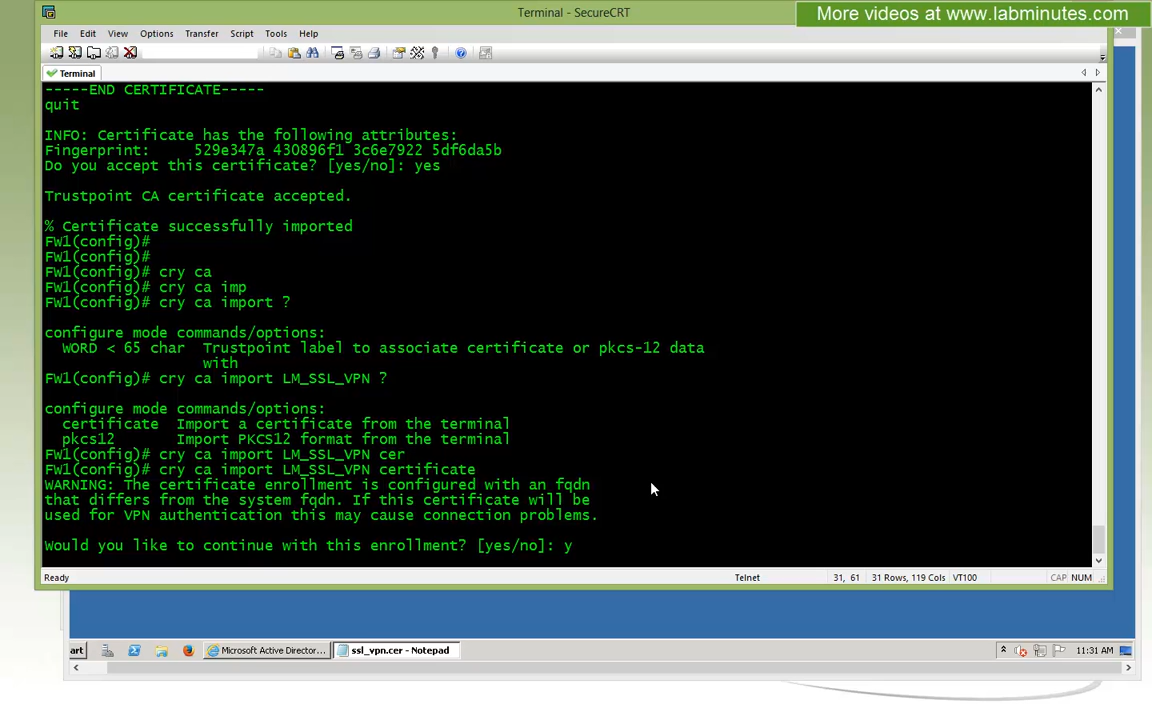 Terminal - SecureCRT
More videos at www.labminutes.com
File Edit View Options Transfer Script Tools Help
Terminal
-----END CERTIFICATE-----
quit
INFO: Certificate has the following attributes:
Fingerprint: 529e347a 430896f1 3c6e7922 5df6da5b
Do you accept this certificate? [yes/no]: yes
Trustpoint CA certificate accepted.
% Certificate successfully imported
FW1(config)#
FW1(config)#
FW1(config)# cry ca
FW1(config)# cry ca imp
FW1(config)# cry ca import ?
configure mode commands/options:
WORD < 65 char Trustpoint label to associate certificate or pkcs-12 data
with
FW1(config)# cry ca import LM_SSL_VPN ?
configure mode commands/options:
certificate Import a certificate from the terminal
pkcs12 Import PKCS12 format from the terminal
FW1(config)# cry ca import LM_SSL_VPN cer
FW1(config)# cry ca import LM_SSL_VPN certificate
WARNING: The certificate enrollment is configured with an fqdn
that differs from the system fqdn. If this certificate will be
used for VPN authentication this may cause connection problems.
Would you like to continue with this enrollment? [yes/no]: y
Ready Telnet 31, 61 31 Rows, 119 Cols VT100 CAP NUM
art Microsoft Active Director... ssl_vpn.cer - Notepad 11:31 AM